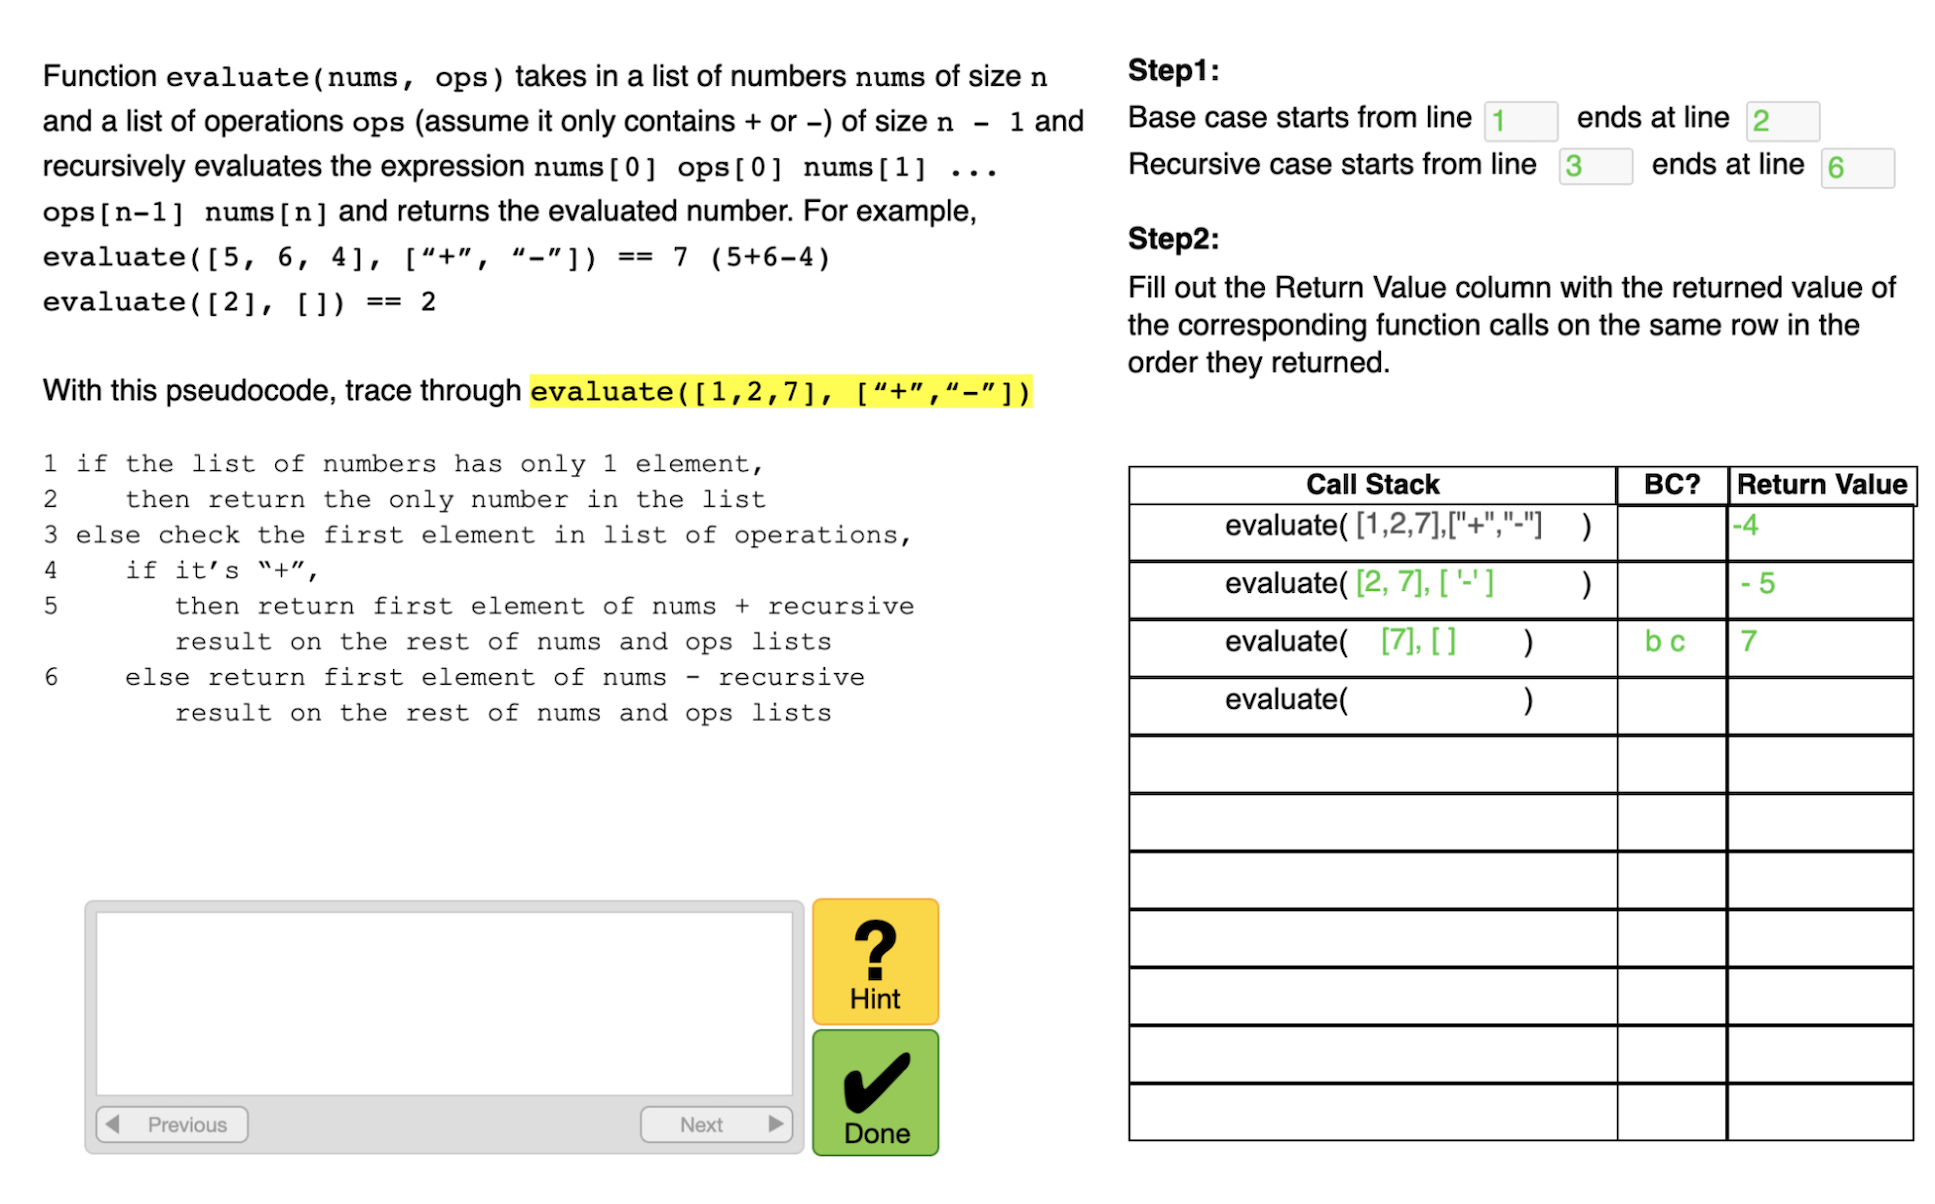 Function evaluate(nums, ops) takes in a list of numbers nums of size n
and a list of operations ops (assume it only contains + or –) of size n - 1 and
recursively evaluates the expression nums[0] ops[0] nums[1] ...
ops[n-1] nums[n] and returns the evaluated number. For example,
evaluate([5, 6, 4], [“+”, “-”]) == 7 (5+6-4)
evaluate([2], []) == 2
With this pseudocode, trace through evaluate([1,2,7], [“+”,“-”])
1 if the list of numbers has only 1 element,
2 then return the only number in the list
3 else check the first element in list of operations,
4 if it’s “+”,
5 then return first element of nums + recursive
result on the rest of nums and ops lists
6 else return first element of nums - recursive
result on the rest of nums and ops lists
? Hint
Previous
Next
Done
Step1:
Base case starts from line 1 ends at line 2
Recursive case starts from line 3 ends at line 6
Step2:
Fill out the Return Value column with the returned value of
the corresponding function calls on the same row in the
order they returned.
Call Stack BC? Return Value
evaluate( [1,2,7],["+","-"] ) -4
evaluate( [2, 7], [ '-' ] ) - 5
evaluate( [7], [ ] ) b c 7
evaluate( )